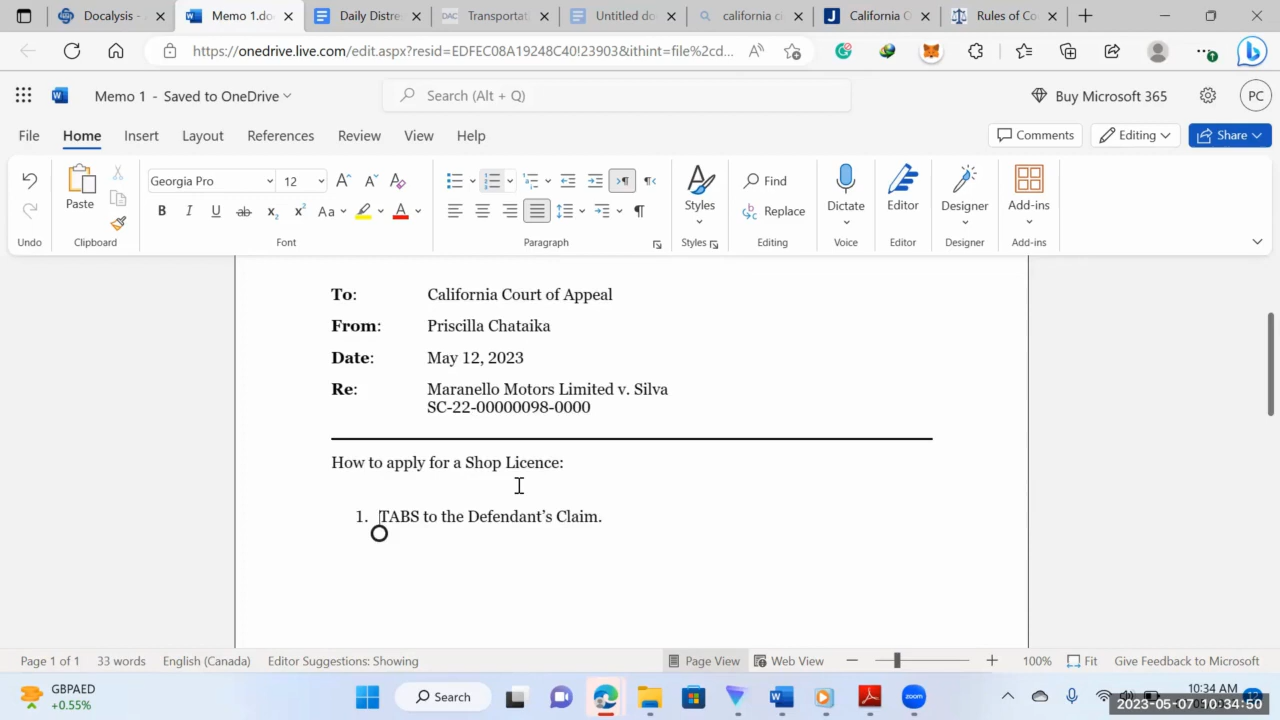 Docalysis -
Memo 1.do
Daily Distre
DAC Transportat
Untitled do
california c
J California C
Rules of Co
https://onedrive.live.com/edit.aspx?resid=EDFEC08A19248C40!23903&ithint=file%2cd...
Memo 1 - Saved to OneDrive
Search (Alt + Q)
Buy Microsoft 365
PC
File Home Insert Layout References Review View Help
Comments Editing Share
Georgia Pro 12
Find
Paste Styles Replace Dictate Editor Designer Add-ins
B I U ab x₂ x² Aa A
Undo Clipboard Font Paragraph Styles Editing Voice Editor Designer Add-ins
To: California Court of Appeal
From: Priscilla Chataika
Date: May 12, 2023
Re: Maranello Motors Limited v. Silva
SC-22-00000098-0000
How to apply for a Shop Licence:
1. TABS to the Defendant’s Claim.
Page 1 of 1 33 words English (Canada) Editor Suggestions: Showing Page View Web View 100% Fit Give Feedback to Microsoft
GBPAED
+0.55%
Search
zoom
10:34 AM
2023-05-07 10:34:50